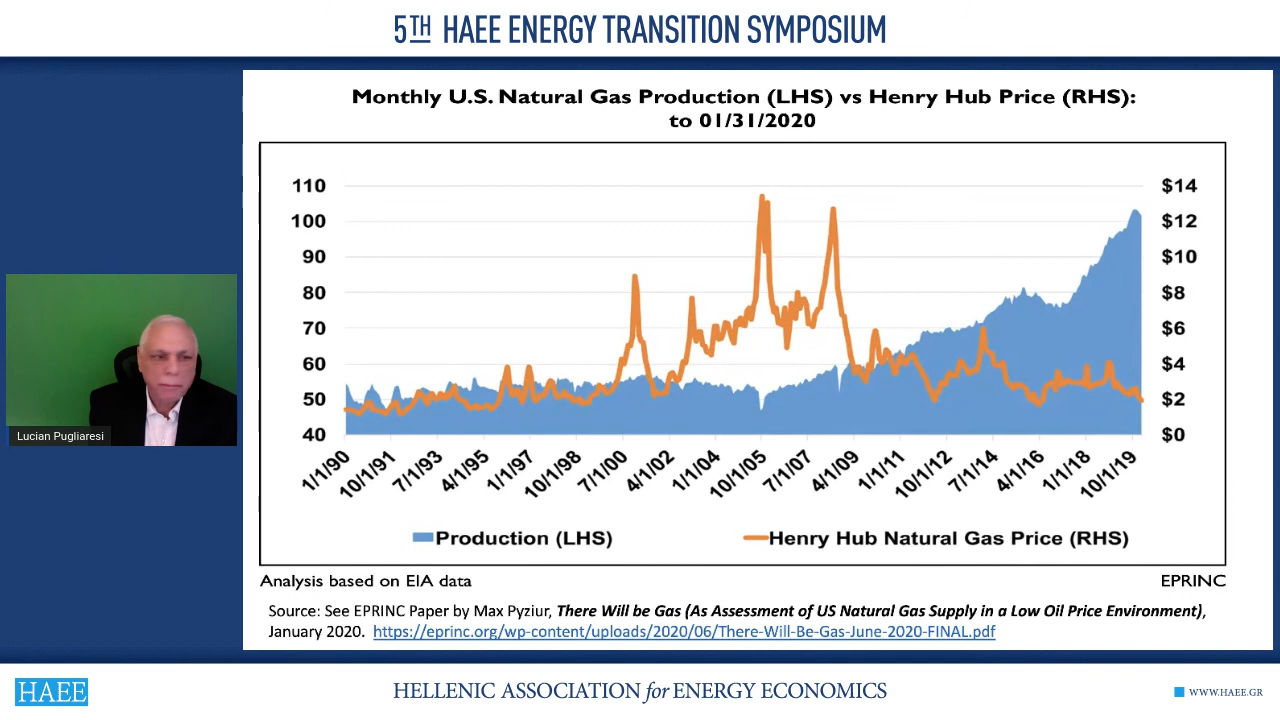 5TH HAEE ENERGY TRANSITION SYMPOSIUM
Monthly U.S. Natural Gas Production (LHS) vs Henry Hub Price (RHS):
to 01/31/2020
110
100
90
80
70
60
50
40
$14
$12
$10
$8
$6
$4
$2
$0
1/1/90
10/1/91
7/1/93
4/1/95
1/1/97
10/1/98
7/1/00
4/1/02
1/1/04
10/1/05
7/1/07
4/1/09
1/1/11
10/1/12
7/1/14
4/1/16
1/1/18
10/1/19
Production (LHS)
Henry Hub Natural Gas Price (RHS)
Analysis based on EIA data
EPRINC
Source: See EPRINC Paper by Max Pyziur, There Will be Gas (As Assessment of US Natural Gas Supply in a Low Oil Price Environment),
January 2020. https://eprinc.org/wp-content/uploads/2020/06/There-Will-Be-Gas-June-2020-FINAL.pdf
Lucian Pugliaresi
HAEE
HELLENIC ASSOCIATION for ENERGY ECONOMICS
WWW.HAEE.GR